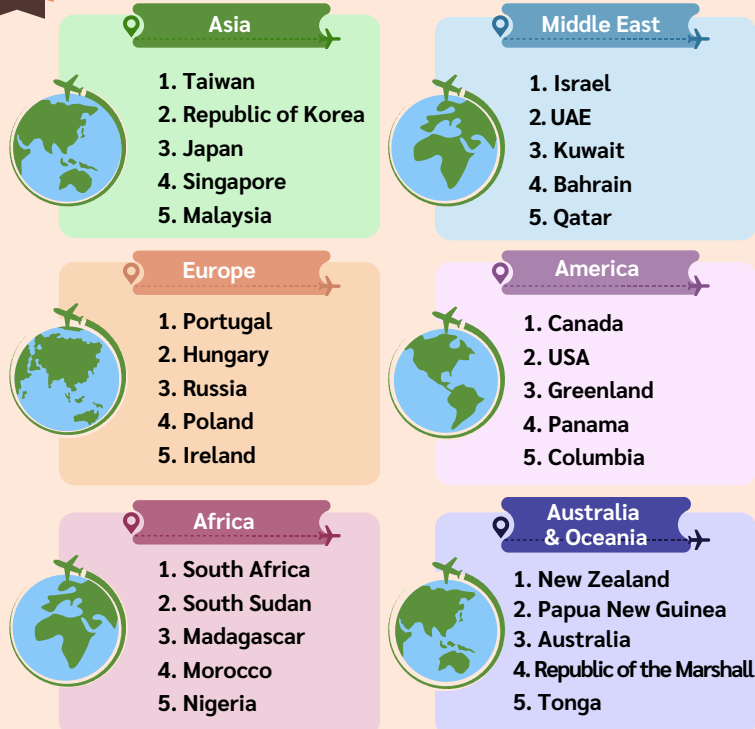 Asia
1. Taiwan
2. Republic of Korea
3. Japan
4. Singapore
5. Malaysia
Middle East
1. Israel
2. UAE
3. Kuwait
4. Bahrain
5. Qatar
Europe
1. Portugal
2. Hungary
3. Russia
4. Poland
5. Ireland
America
1. Canada
2. USA
3. Greenland
4. Panama
5. Columbia
Africa
1. South Africa
2. South Sudan
3. Madagascar
4. Morocco
5. Nigeria
Australia
& Oceania
1. New Zealand
2. Papua New Guinea
3. Australia
4. Republic of the Marshall
5. Tonga